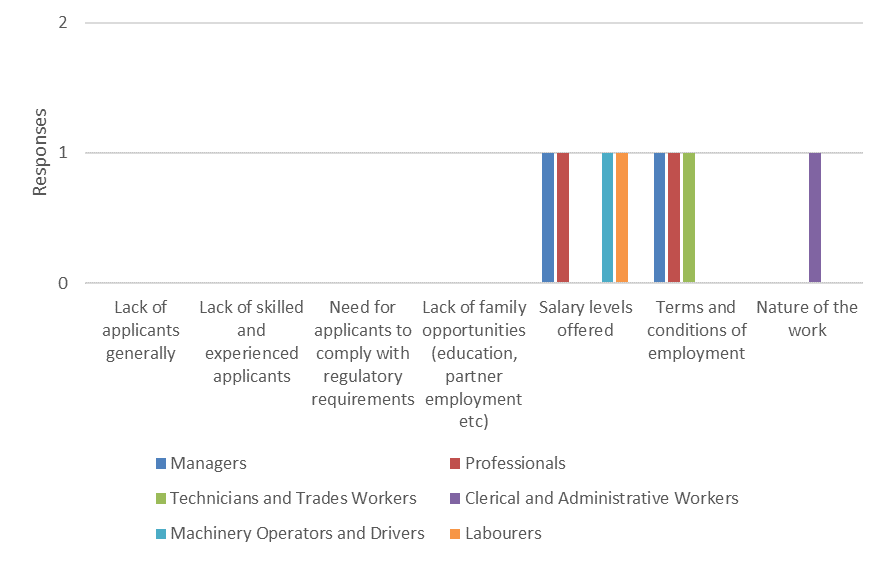 2
1
0
Responses
Lack of
applicants
generally
Lack of skilled
and
experienced
applicants
Need for
applicants to
comply with
regulatory
requirements
Lack of family
opportunities
(education,
partner
employment
etc)
Salary levels
offered
Terms and
conditions of
employment
Nature of the
work
Managers
Professionals
Technicians and Trades Workers
Clerical and Administrative Workers
Machinery Operators and Drivers
Labourers